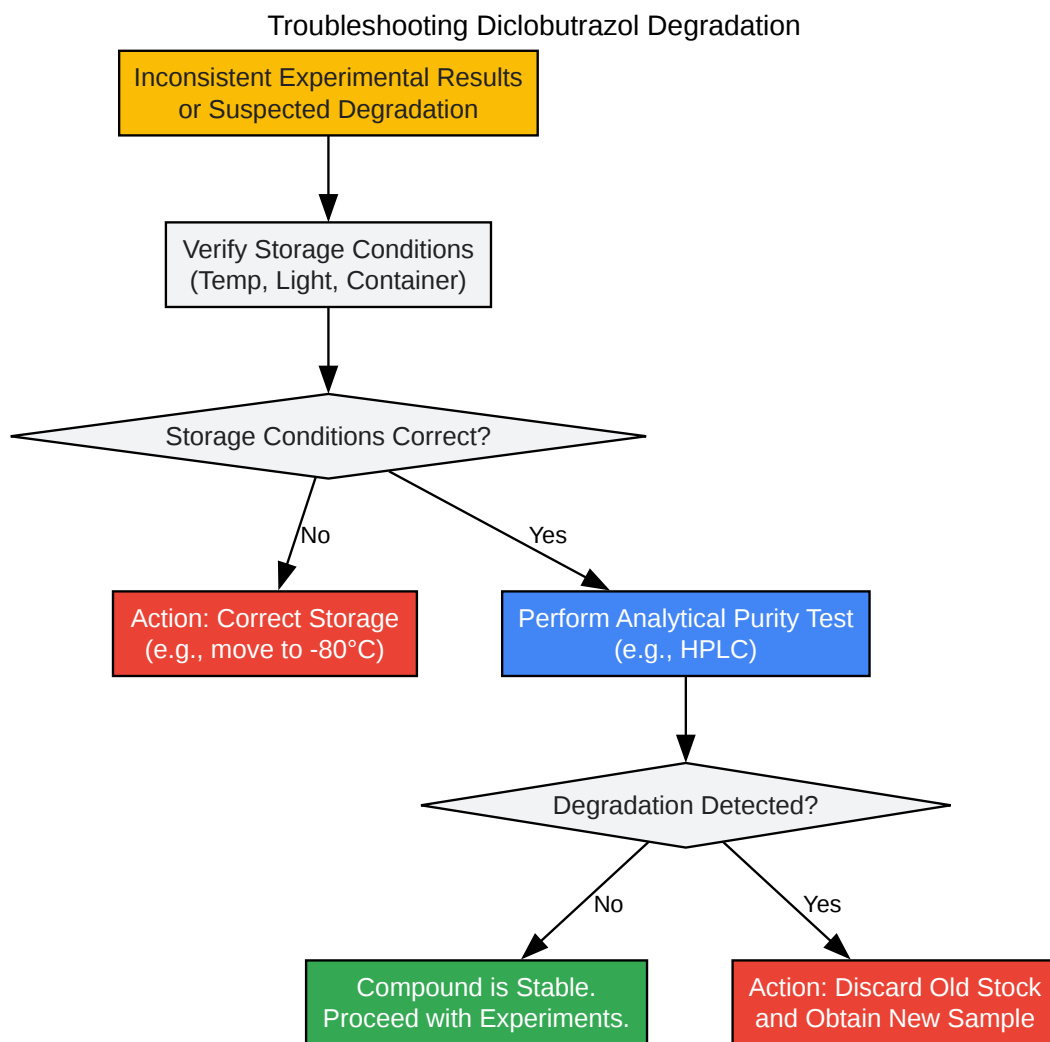 Troubleshooting Diclobutrazol Degradation
Inconsistent Experimental Results
or Suspected Degradation
Verify Storage Conditions
(Temp, Light, Container)
Storage Conditions Correct?
No
Yes
Action: Correct Storage
(e.g., move to -80°C)
Perform Analytical Purity Test
(e.g., HPLC)
Degradation Detected?
No
Yes
Compound is Stable.
Proceed with Experiments.
Action: Discard Old Stock
and Obtain New Sample